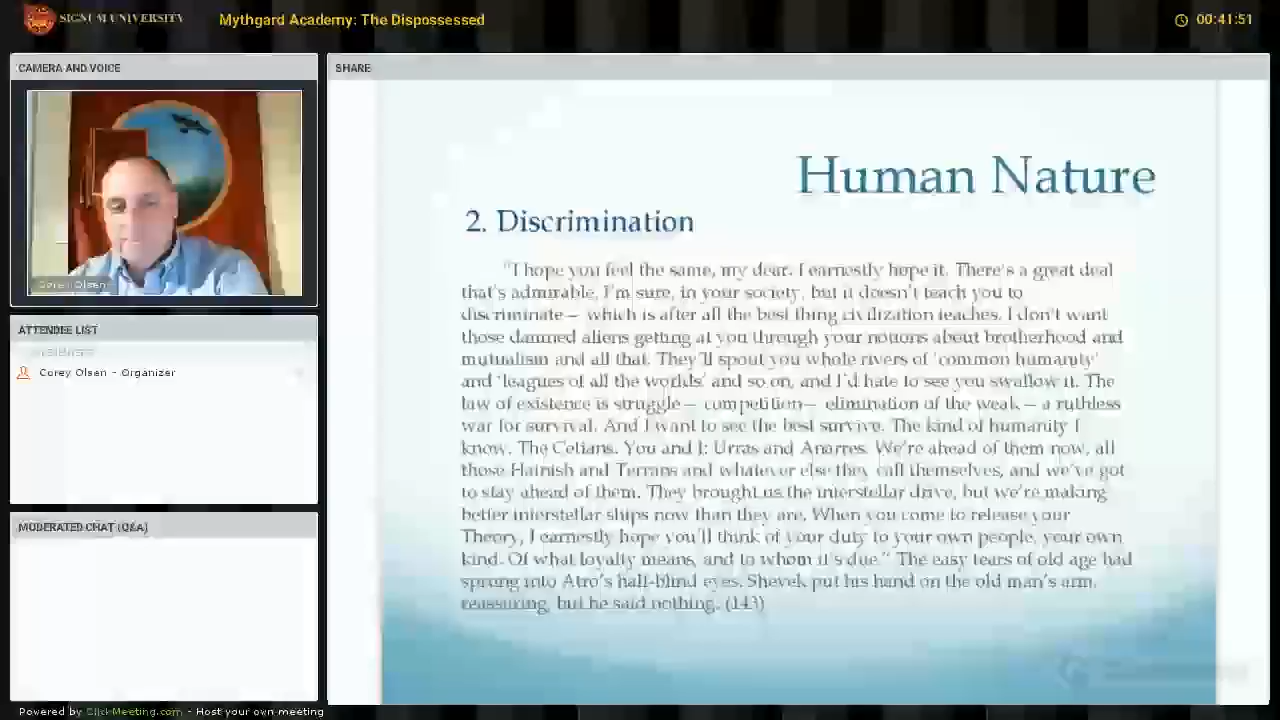 SIGNUM UNIVERSITY
Mythgard Academy: The Dispossessed
00:41:51
CAMERA AND VOICE
Corey Olsen
ATTENDEE LIST
Corey Olsen - Organizer
MODERATED CHAT (Q&A)
SHARE
Human Nature
2. Discrimination
"I hope you feel the same, my dear. I earnestly hope it. There's a great deal
that's admirable, I'm sure, in your society, but it doesn't teach you to
discriminate— which is after all the best thing civilization teaches. I don't want
those damned aliens getting at you through your notions about brotherhood and
mutualism and all that. They'll spout you whole rivers of 'common humanity'
and 'leagues of all the worlds' and so on, and I'd hate to see you swallow it. The
law of existence is struggle— competition— elimination of the weak— a ruthless
war for survival. And I want to see the best survive. The kind of humanity I
know. The Cetians. You and I: Urras and Anarres. We're ahead of them now, all
those Hainish and Terrans and whatever else they call themselves, and we've got
to stay ahead of them. They brought us the interstellar drive, but we're making
better interstellar ships now than they are. When you come to release your
Theory, I earnestly hope you'll think of your duty to your own people, your own
kind. Of what loyalty means, and to whom it's due." The easy tears of old age had
sprung into Atro's half-blind eyes. Shevek put his hand on the old man's arm,
reassuring, but he said nothing. (143)
Powered by ClickMeeting.com - Host your own meeting